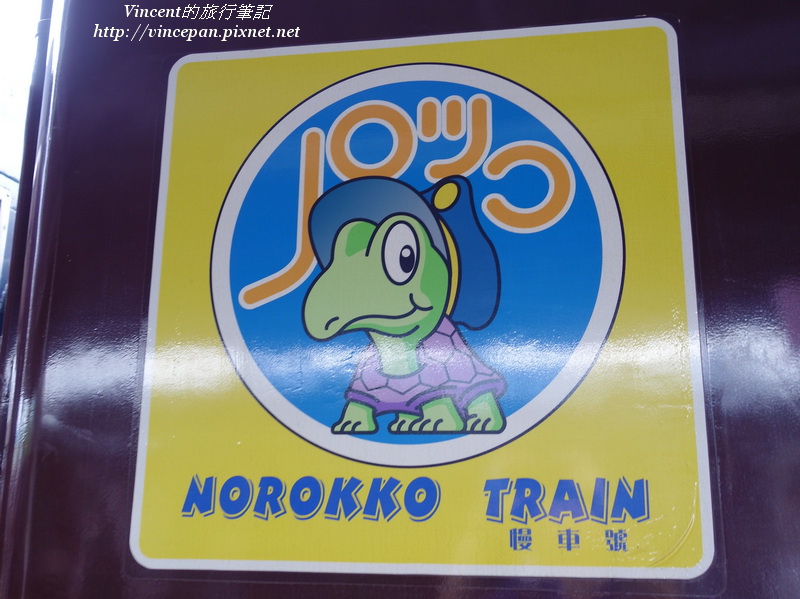 Vincent的旅行筆記
http://vincepan.pixnet.net
ノロッコ
NOROKKO TRAIN
慢車號